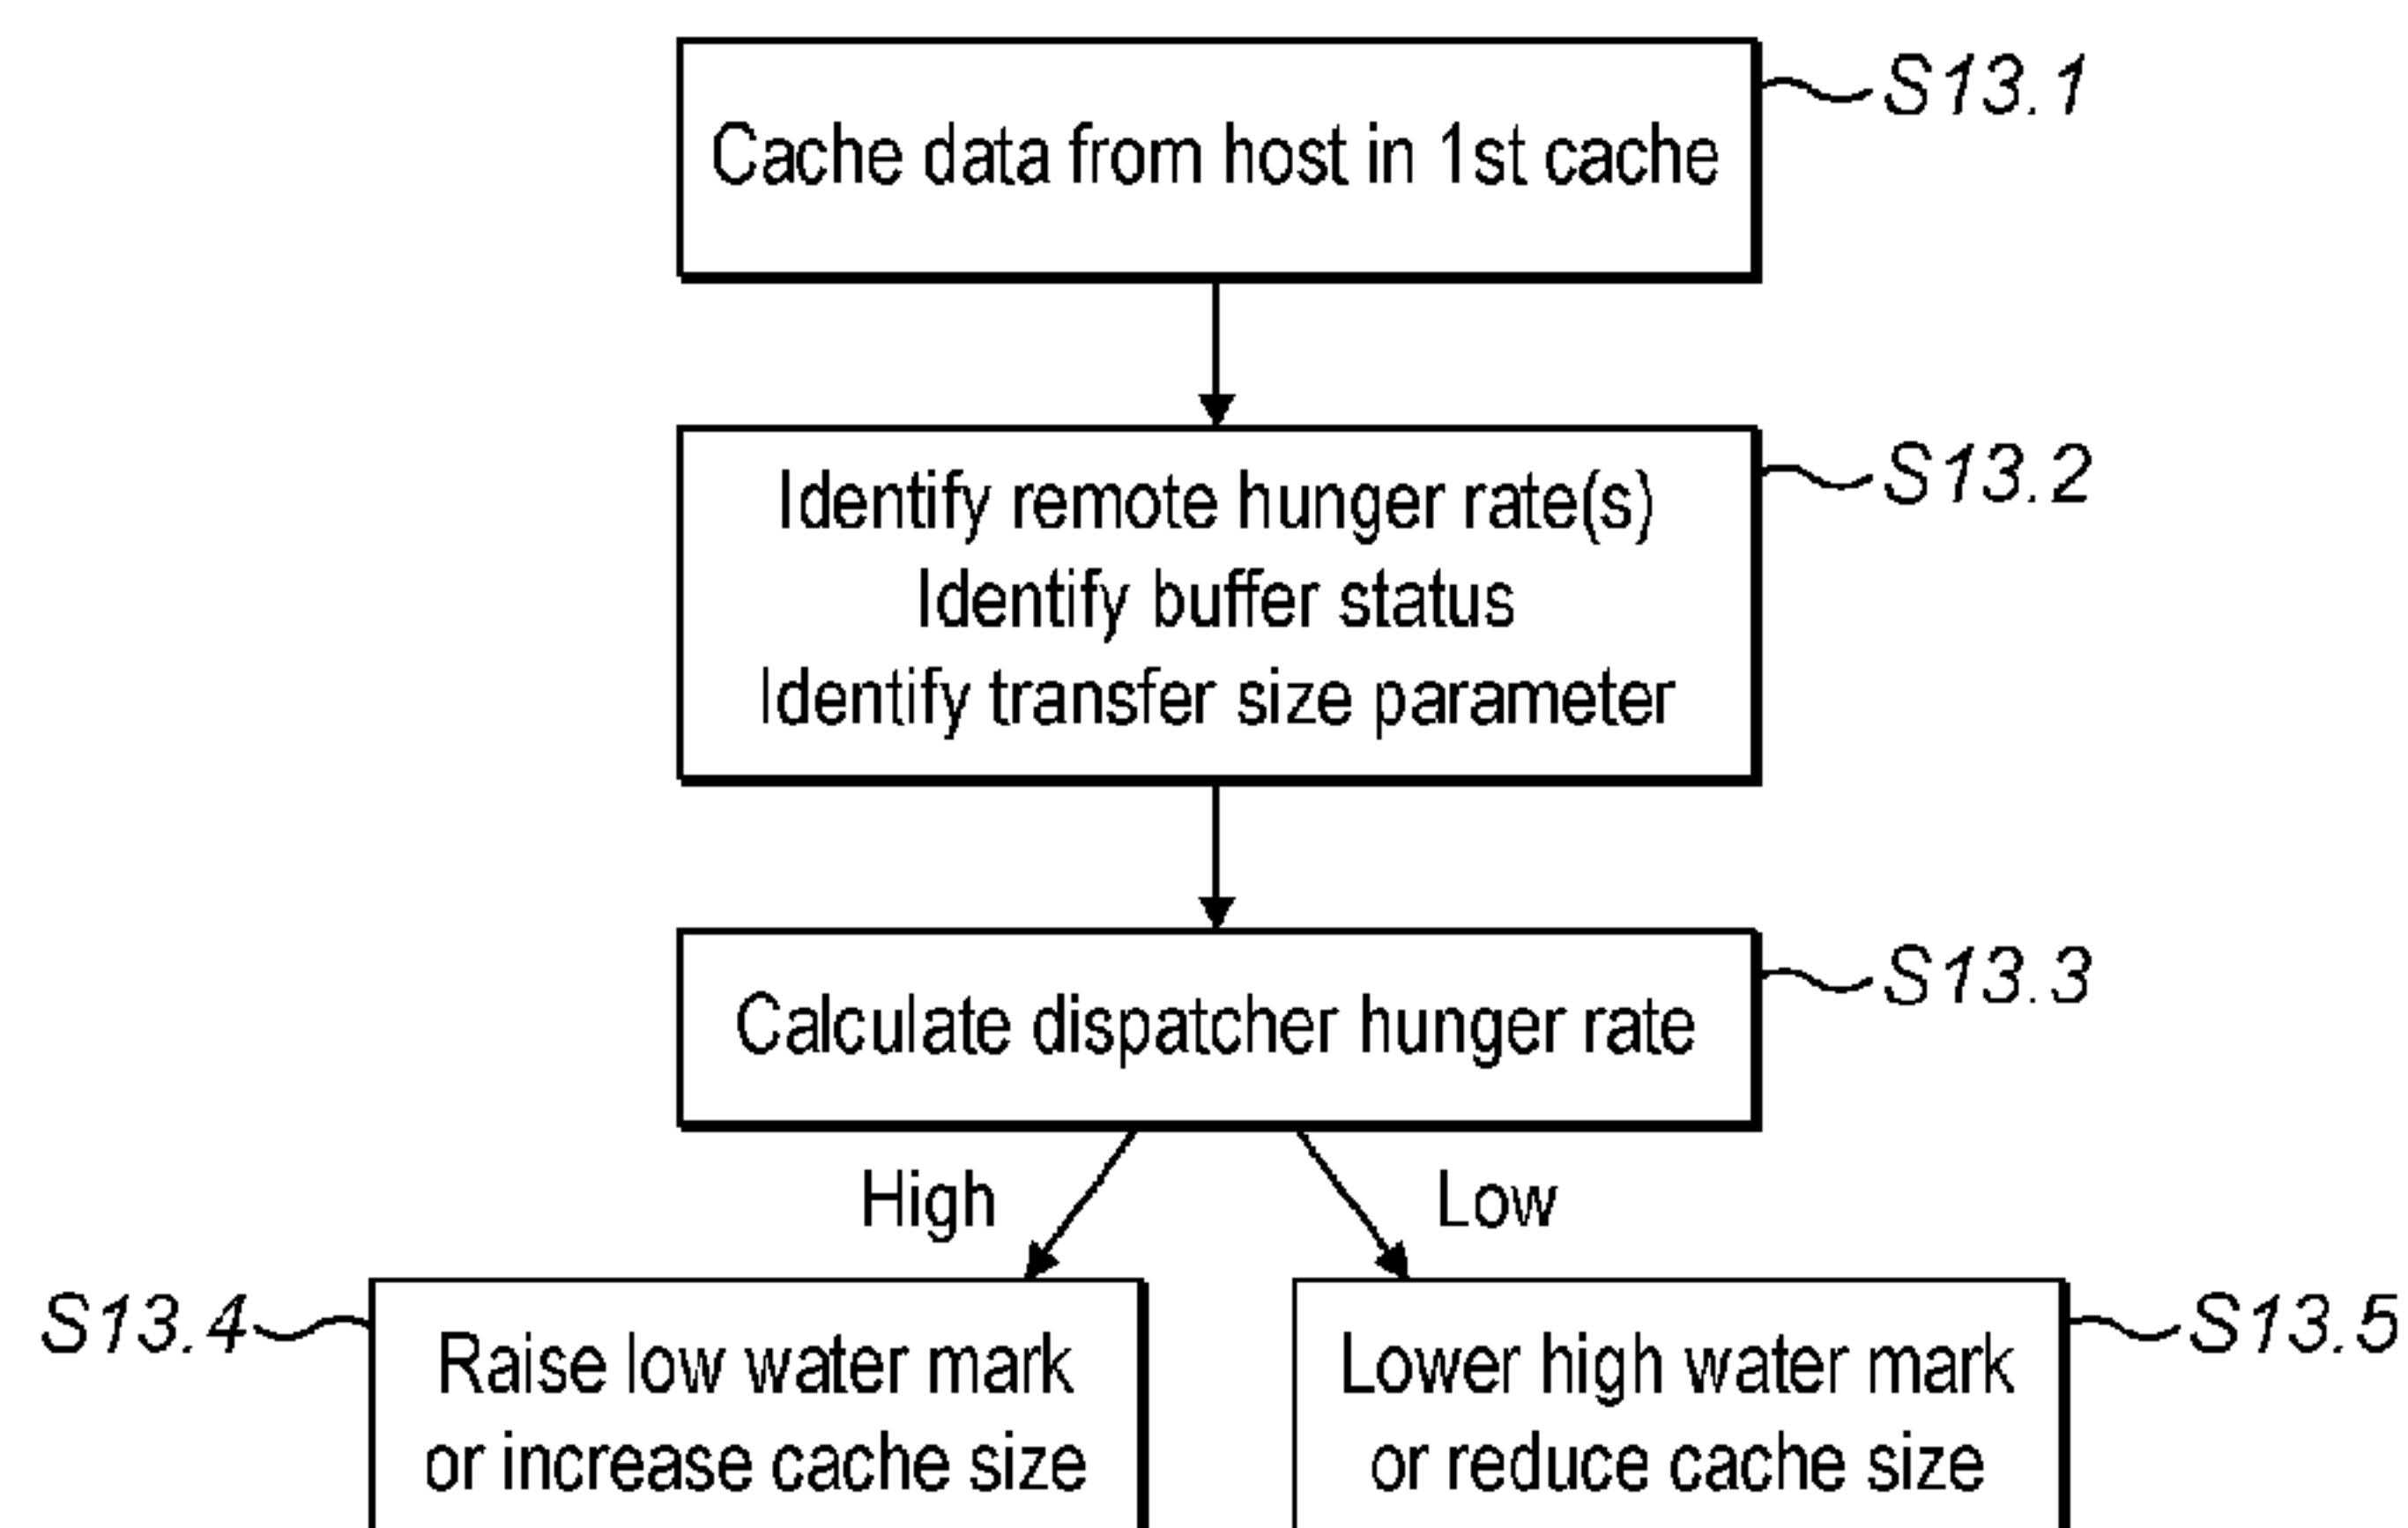 Cache data from host in 1st cache
S13.1
Identify remote hunger rate(s)
Identify buffer status
Identify transfer size parameter
S13.2
Calculate dispatcher hunger rate
S13.3
High
Low
S13.4
Raise low water mark
or increase cache size
Lower high water mark
or reduce cache size
S13.5